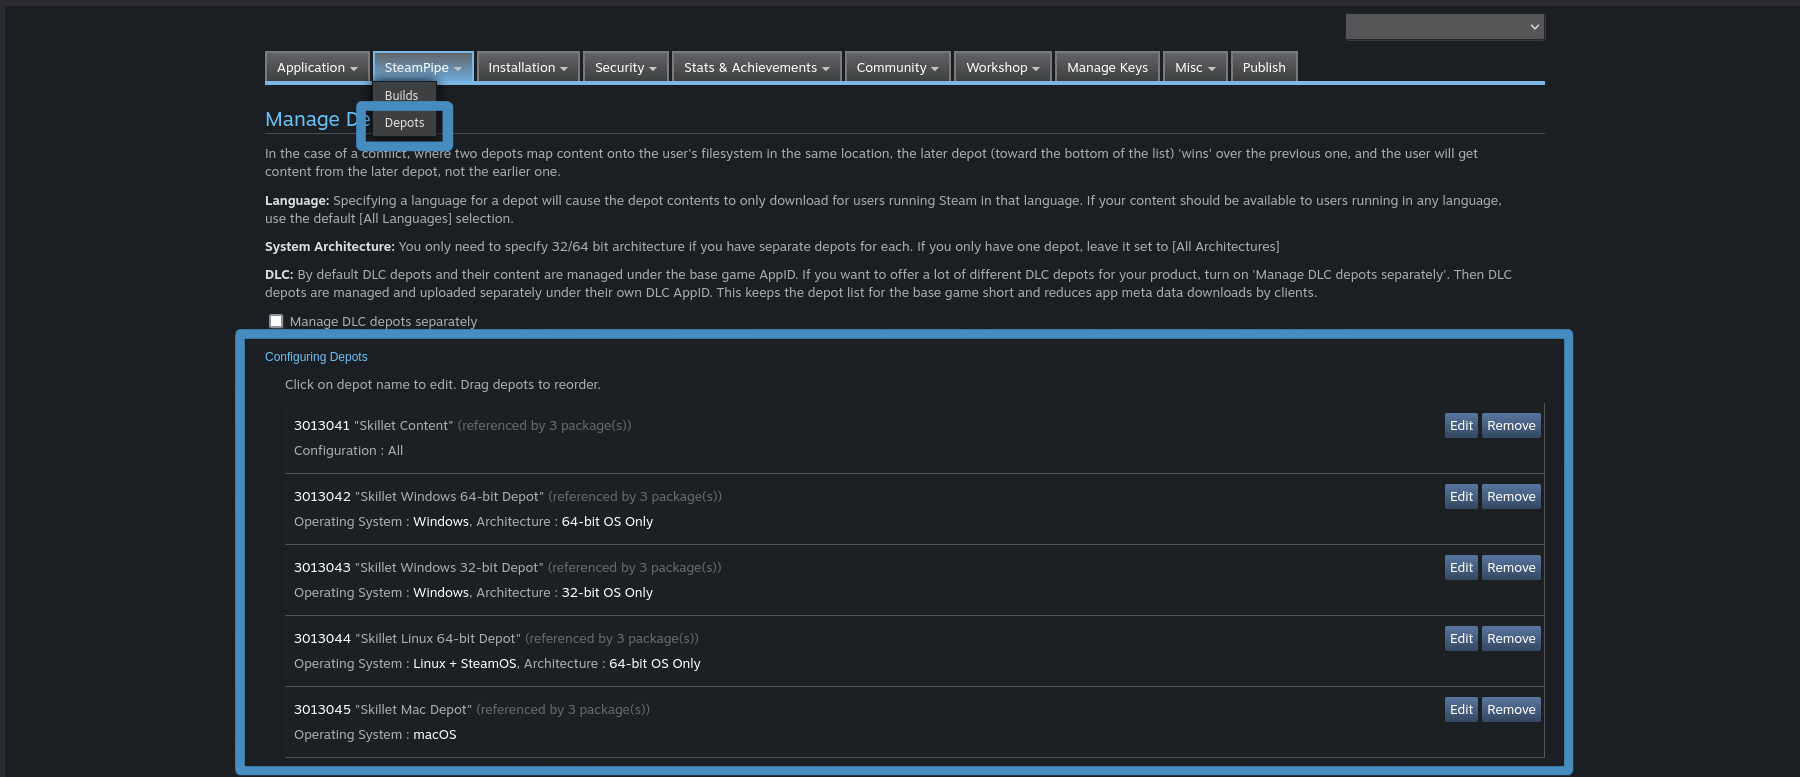 Application SteamPipe Installation Security Stats & Achievements Community Workshop Manage Keys Misc Publish
Builds
Depots
Manage De
In the case of a conflict, where two depots map content onto the user's filesystem in the same location, the later depot (toward the bottom of the list) 'wins' over the previous one, and the user will get
content from the later depot, not the earlier one.
Language: Specifying a language for a depot will cause the depot contents to only download for users running Steam in that language. If your content should be available to users running in any language,
use the default [All Languages] selection.
System Architecture: You only need to specify 32/64 bit architecture if you have separate depots for each. If you only have one depot, leave it set to [All Architectures]
DLC: By default DLC depots and their content are managed under the base game AppID. If you want to offer a lot of different DLC depots for your product, turn on 'Manage DLC depots separately'. Then DLC
depots are managed and uploaded separately under their own DLC AppID. This keeps the depot list for the base game short and reduces app meta data downloads by clients.
Manage DLC depots separately
Configuring Depots
Click on depot name to edit. Drag depots to reorder.
3013041 "Skillet Content" (referenced by 3 package(s)) Edit Remove
Configuration : All
3013042 "Skillet Windows 64-bit Depot" (referenced by 3 package(s)) Edit Remove
Operating System : Windows, Architecture : 64-bit OS Only
3013043 "Skillet Windows 32-bit Depot" (referenced by 3 package(s)) Edit Remove
Operating System : Windows, Architecture : 32-bit OS Only
3013044 "Skillet Linux 64-bit Depot" (referenced by 3 package(s)) Edit Remove
Operating System : Linux + SteamOS, Architecture : 64-bit OS Only
3013045 "Skillet Mac Depot" (referenced by 3 package(s)) Edit Remove
Operating System : macOS